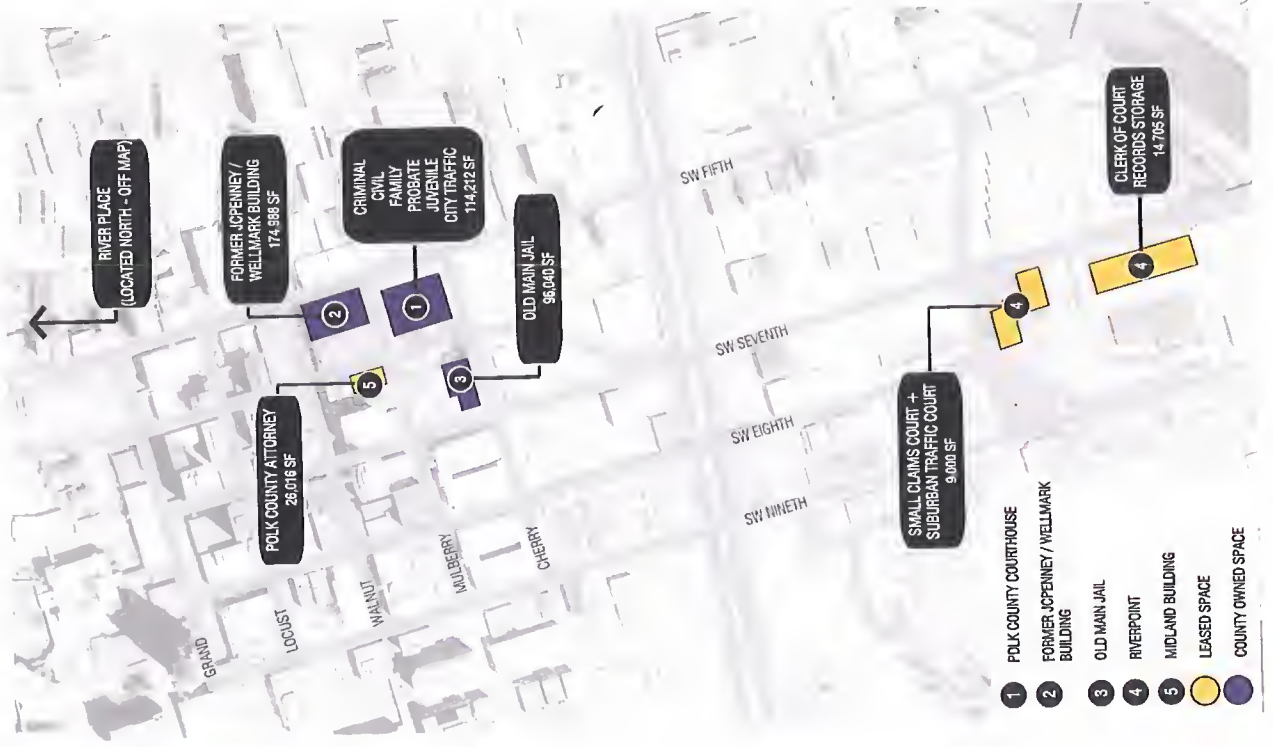 RIVER PLACE
(LOCATED NORTH - OFF MAP)
FORMER JCPENNEY /
WELLMARK BUILDING
174,988 SF
CRIMINAL
CIVIL
FAMILY
PROBATE
JUVENILE
CITY TRAFFIC
114,212 SF
OLD MAIN JAIL
96,040 SF
POLK COUNTY ATTORNEY
26,016 SF
2
1
5
3
GRAND
LOCUST
WALNUT
MULBERRY
CHERRY
SW FIFTH
SW SEVENTH
SW EIGHTH
SW NINETH
CLERK OF COURT
RECORDS STORAGE
14 705 SF
4
4
SMALL CLAIMS COURT +
SUBURBAN TRAFFIC COURT
9,000 SF
1 POLK COUNTY COURTHOUSE
2 FORMER JCPENNEY / WELLMARK
BUILDING
3 OLD MAIN JAIL
4 RIVERPOINT
5 MIDLAND BUILDING
LEASED SPACE
COUNTY OWNED SPACE